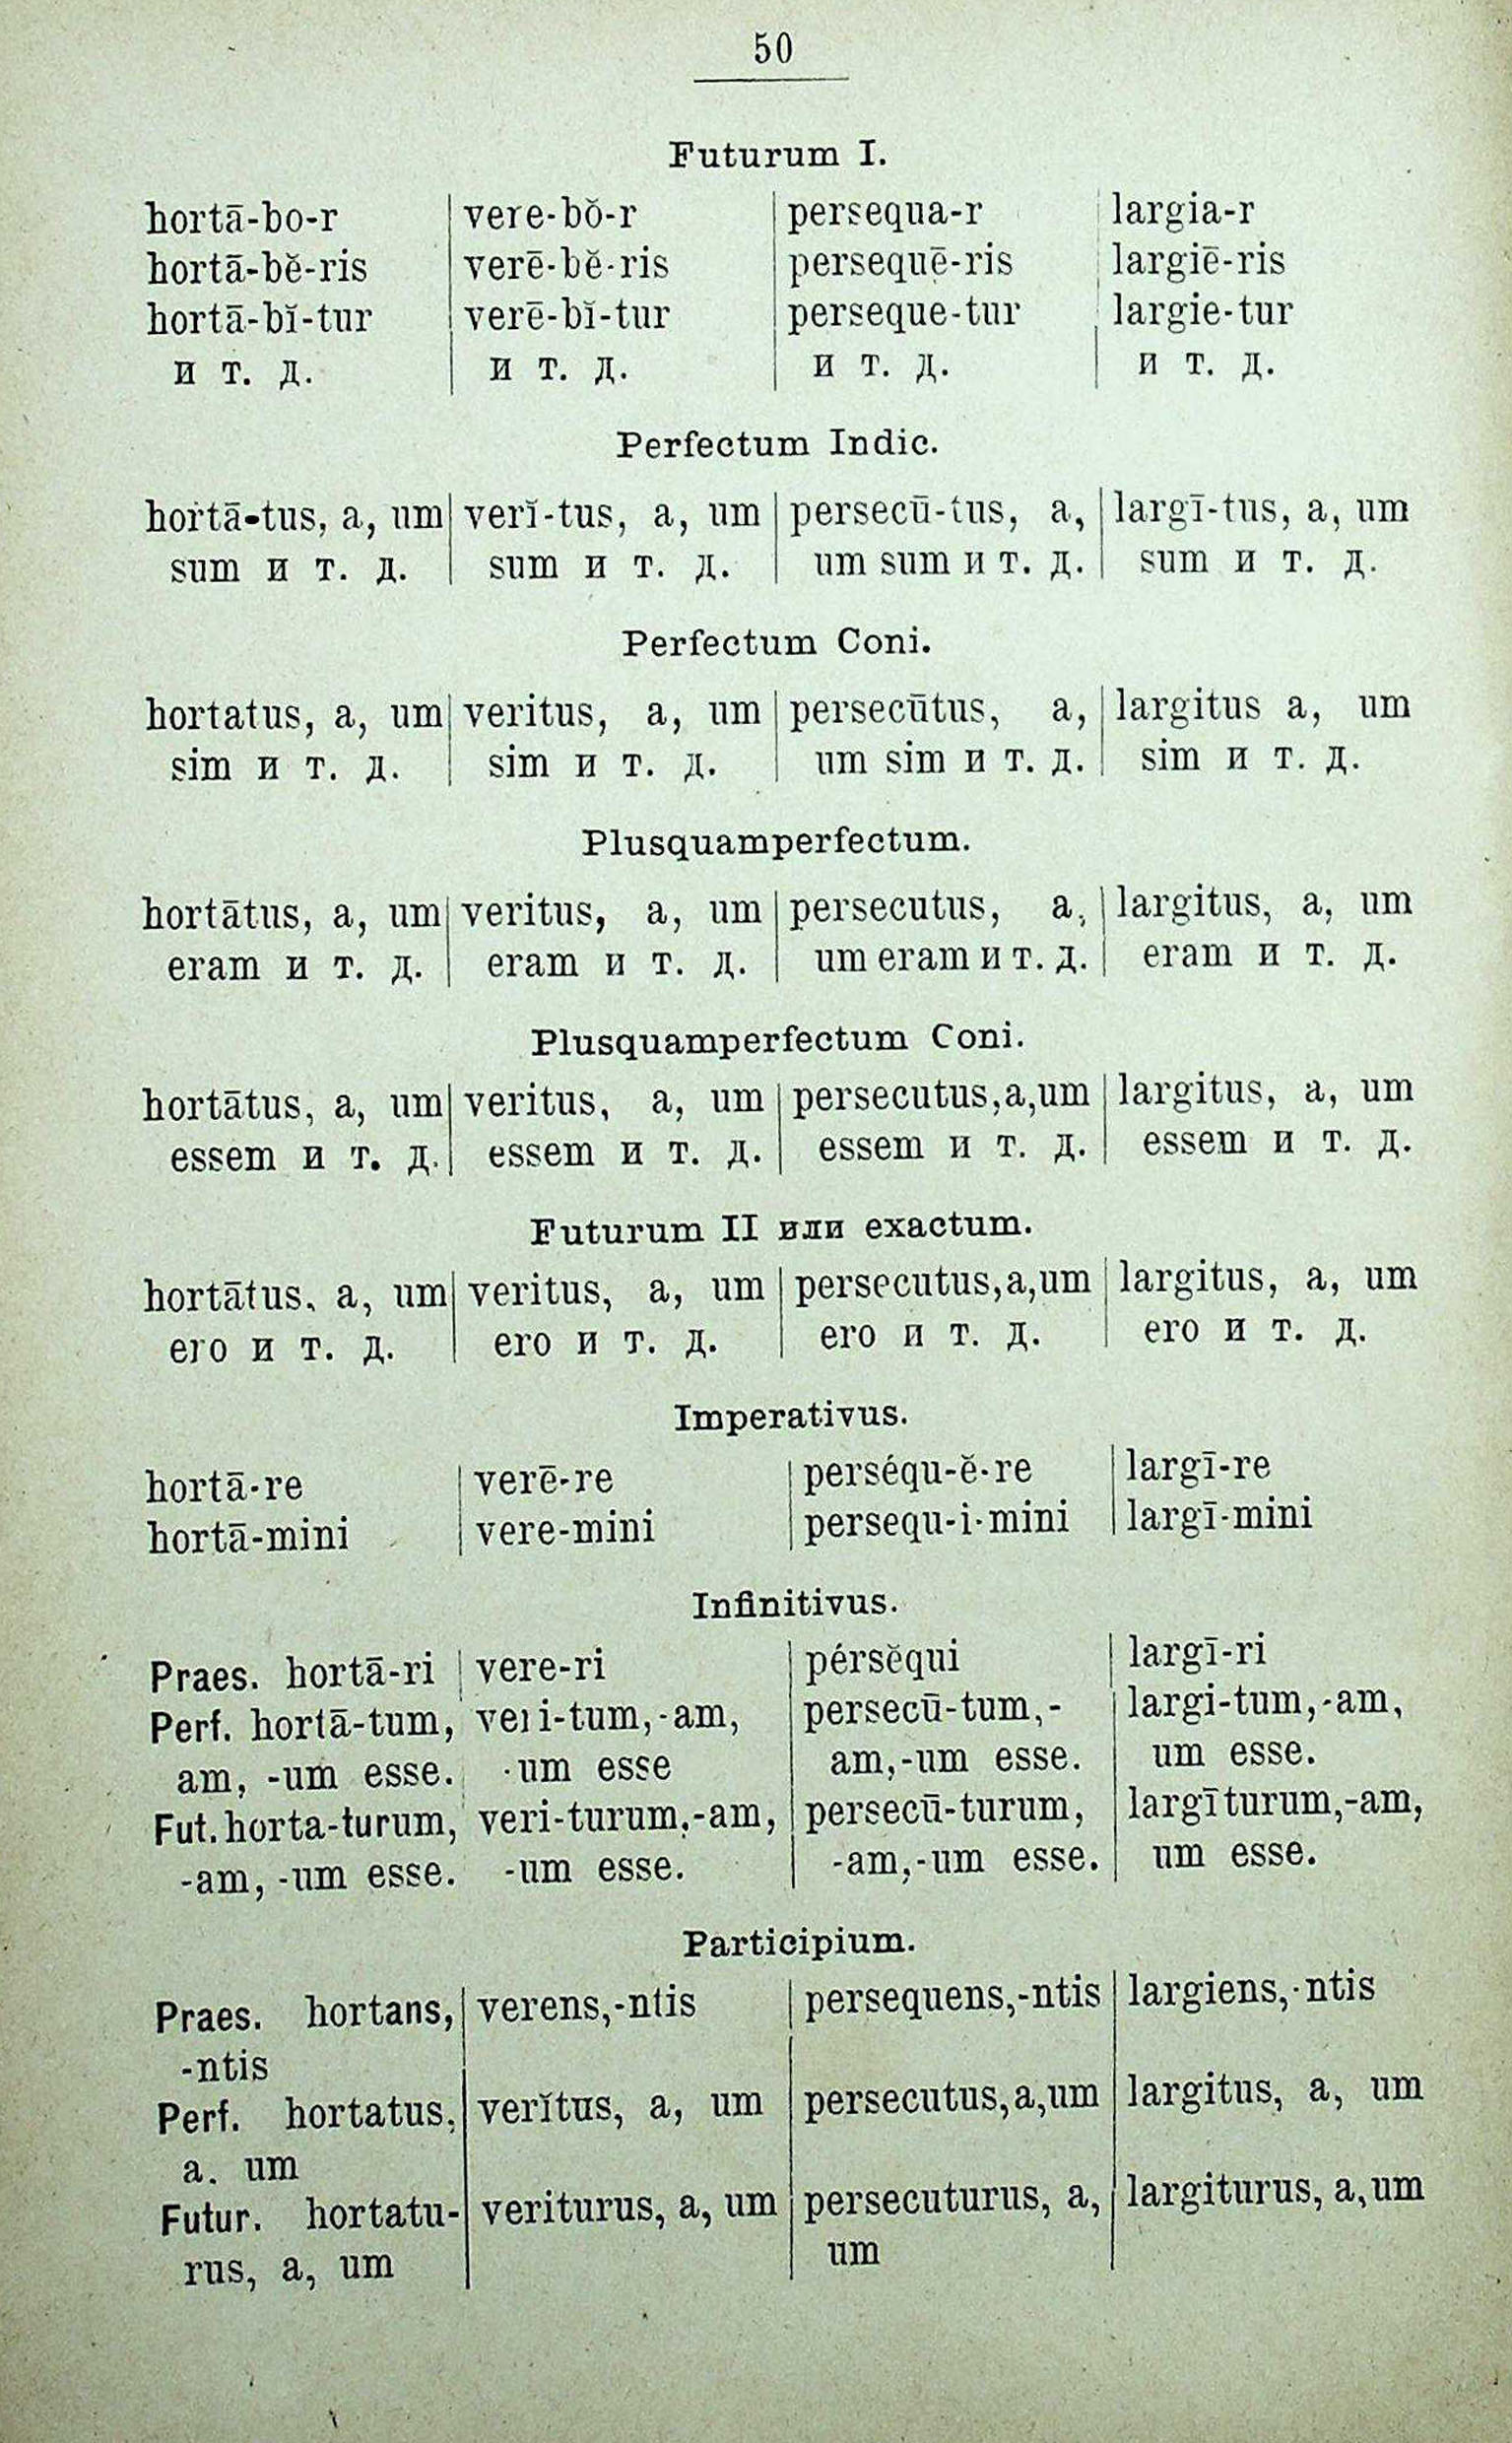 50
Futurum I.
hortā-bo-r vere-bŏ-r persequa-r largia-r
hortā-bĕ-ris verē-bĕ-ris persequē-ris largiē-ris
hortā-bĭ-tur verē-bĭ-tur perseque-tur largie-tur
и т. д. и т. д. и т. д. и т. д.
Perfectum Indic.
hortā-tus, a, um verĭ-tus, a, um persecū-tus, a, largī-tus, a, um
sum и т. д. sum и т. д. um sum и т. д. sum и т. д.
Perfectum Coni.
hortatus, a, um veritus, a, um persecūtus, a, largitus a, um
sim и т. д. sim и т. д. um sim и т. д. sim и т. д.
Plusquamperfectum.
hortātus, a, um veritus, a, um persecutus, a, largitus, a, um
eram и т. д. eram и т. д. um eram и т. д. eram и т. д.
Plusquamperfectum Coni.
hortātus, a, um veritus, a, um persecutus,a,um largitus, a, um
essem и т. д. essem и т. д. essem и т. д. essem и т. д.
Futurum II или exactum.
hortātus, a, um veritus, a, um persecutus,a,um largitus, a, um
ero и т. д. ero и т. д. ero и т. д. ero и т. д.
Imperativus.
hortā-re verē-re perséqu-ĕ-re largī-re
hortā-mini vere-mini persequ-i-mini largī-mini
Infinitivus.
Praes. hortā-ri vere-ri pérsĕqui largī-ri
Perf. hortā-tum, veri-tum,-am, persecū-tum,- largi-tum,-am,
am, -um esse. -um esse am,-um esse. um esse.
Fut. horta-turum, veri-turum,-am, persecū-turum, largīturum,-am,
-am, -um esse. -um esse. -am,-um esse. um esse.
Participium.
Praes. hortans, verens,-ntis persequens,-ntis largiens,-ntis
-ntis
Perf. hortatus, verĭtus, a, um persecutus,a,um largitus, a, um
a. um
Futur. hortatu- veriturus, a, um persecuturus, a, largiturus, a,um
rus, a, um um